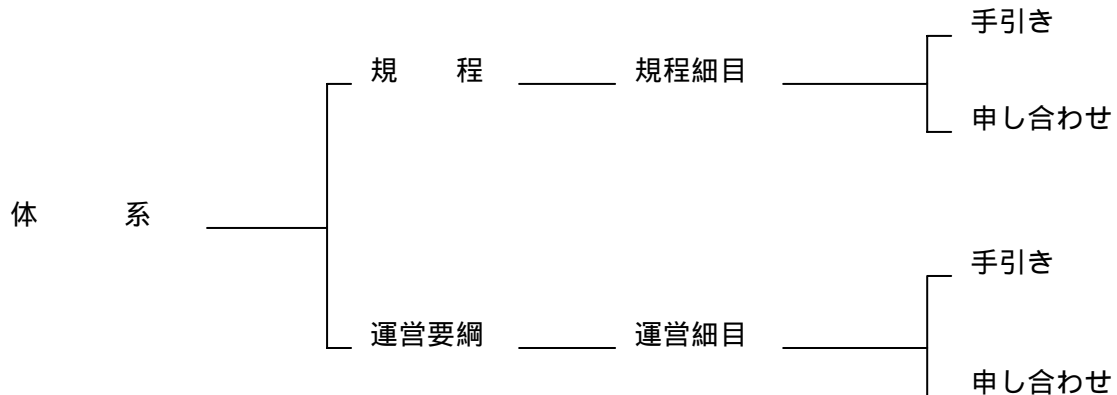 手引き
規　　程　規程細目
申し合わせ
体　　　系
手引き
運営要綱　運営細目
申し合わせ